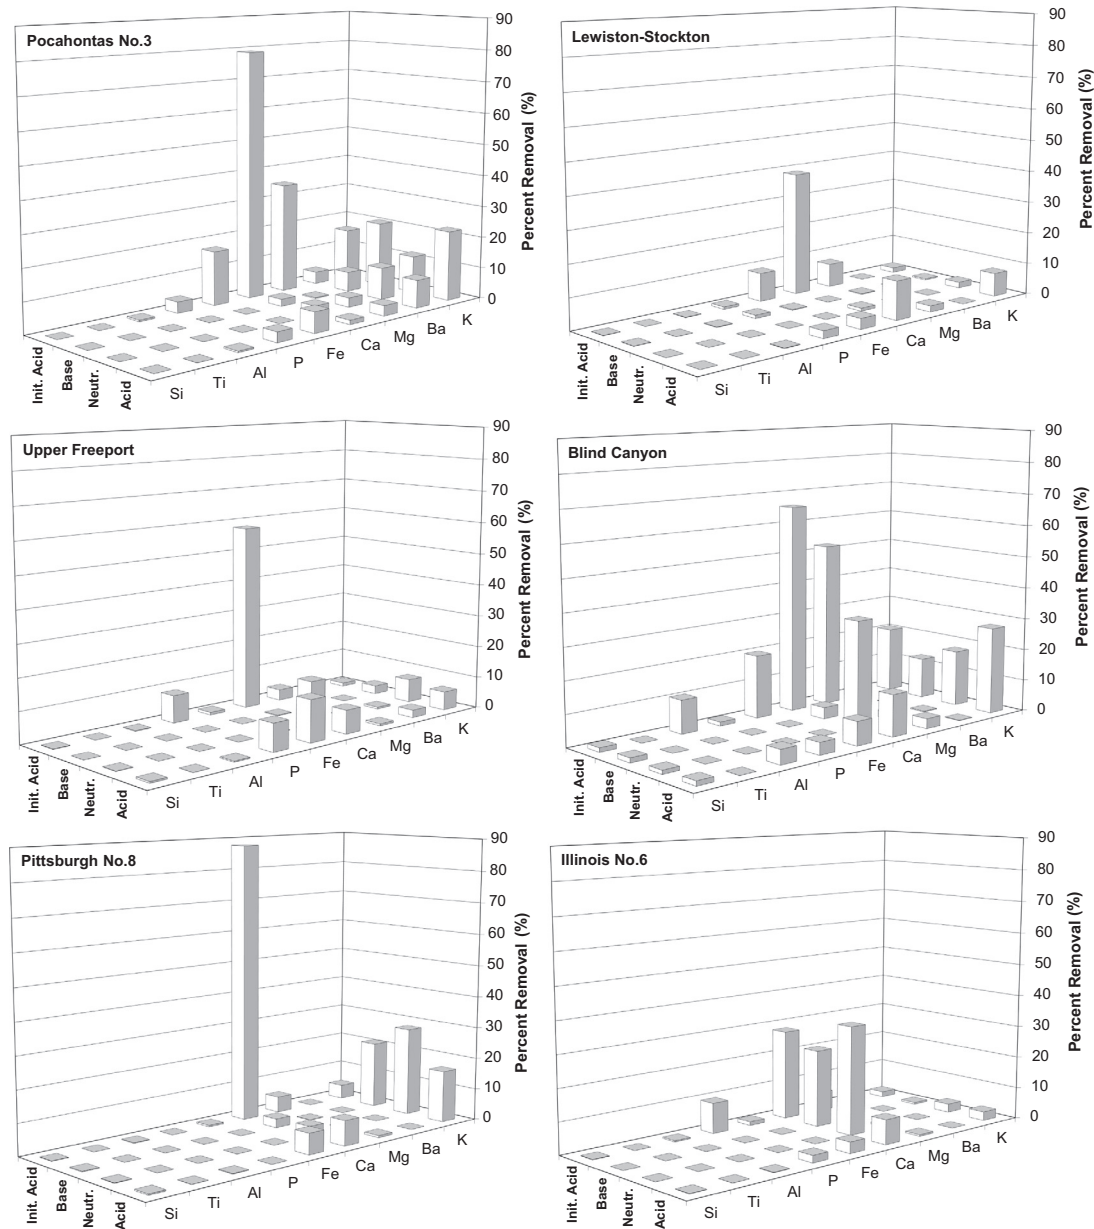 Pocahontas No.3
90
80
70
60
50
40
30
20
10
0
Percent Removal (%)
Init. Acid
Base
Neutr.
Acid
Si
Ti
Al
P
Fe
Ca
Mg
Ba
K
Lewiston-Stockton
90
80
70
60
50
40
30
20
10
0
Percent Removal (%)
Init. Acid
Base
Neutr.
Acid
Si
Ti
Al
P
Fe
Ca
Mg
Ba
K
Upper Freeport
90
80
70
60
50
40
30
20
10
0
Percent Removal (%)
Init. Acid
Base
Neutr.
Acid
Si
Ti
Al
P
Fe
Ca
Mg
Ba
K
Blind Canyon
90
80
70
60
50
40
30
20
10
0
Percent Removal (%)
Init. Acid
Base
Neutr.
Acid
Si
Ti
Al
P
Fe
Ca
Mg
Ba
K
Pittsburgh No.8
90
80
70
60
50
40
30
20
10
0
Percent Removal (%)
Init. Acid
Base
Neutr.
Acid
Si
Ti
Al
P
Fe
Ca
Mg
Ba
K
Illinois No.6
90
80
70
60
50
40
30
20
10
0
Percent Removal (%)
Init. Acid
Base
Neutr.
Acid
Si
Ti
Al
P
Fe
Ca
Mg
Ba
K